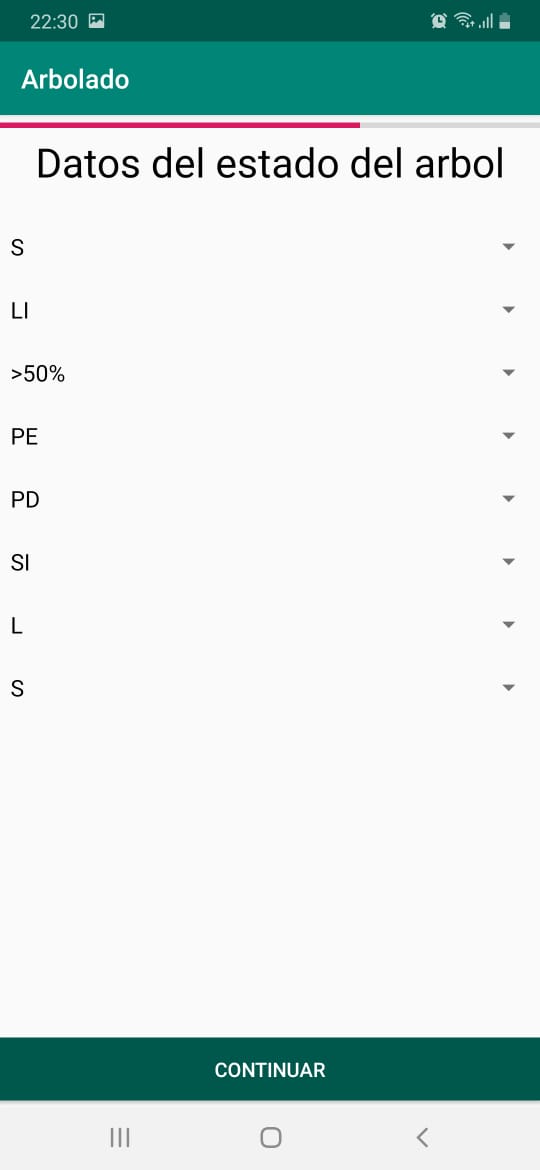 22:30
Arbolado
Datos del estado del arbol
S
LI
>50%
PE
PD
SI
L
S
CONTINUAR